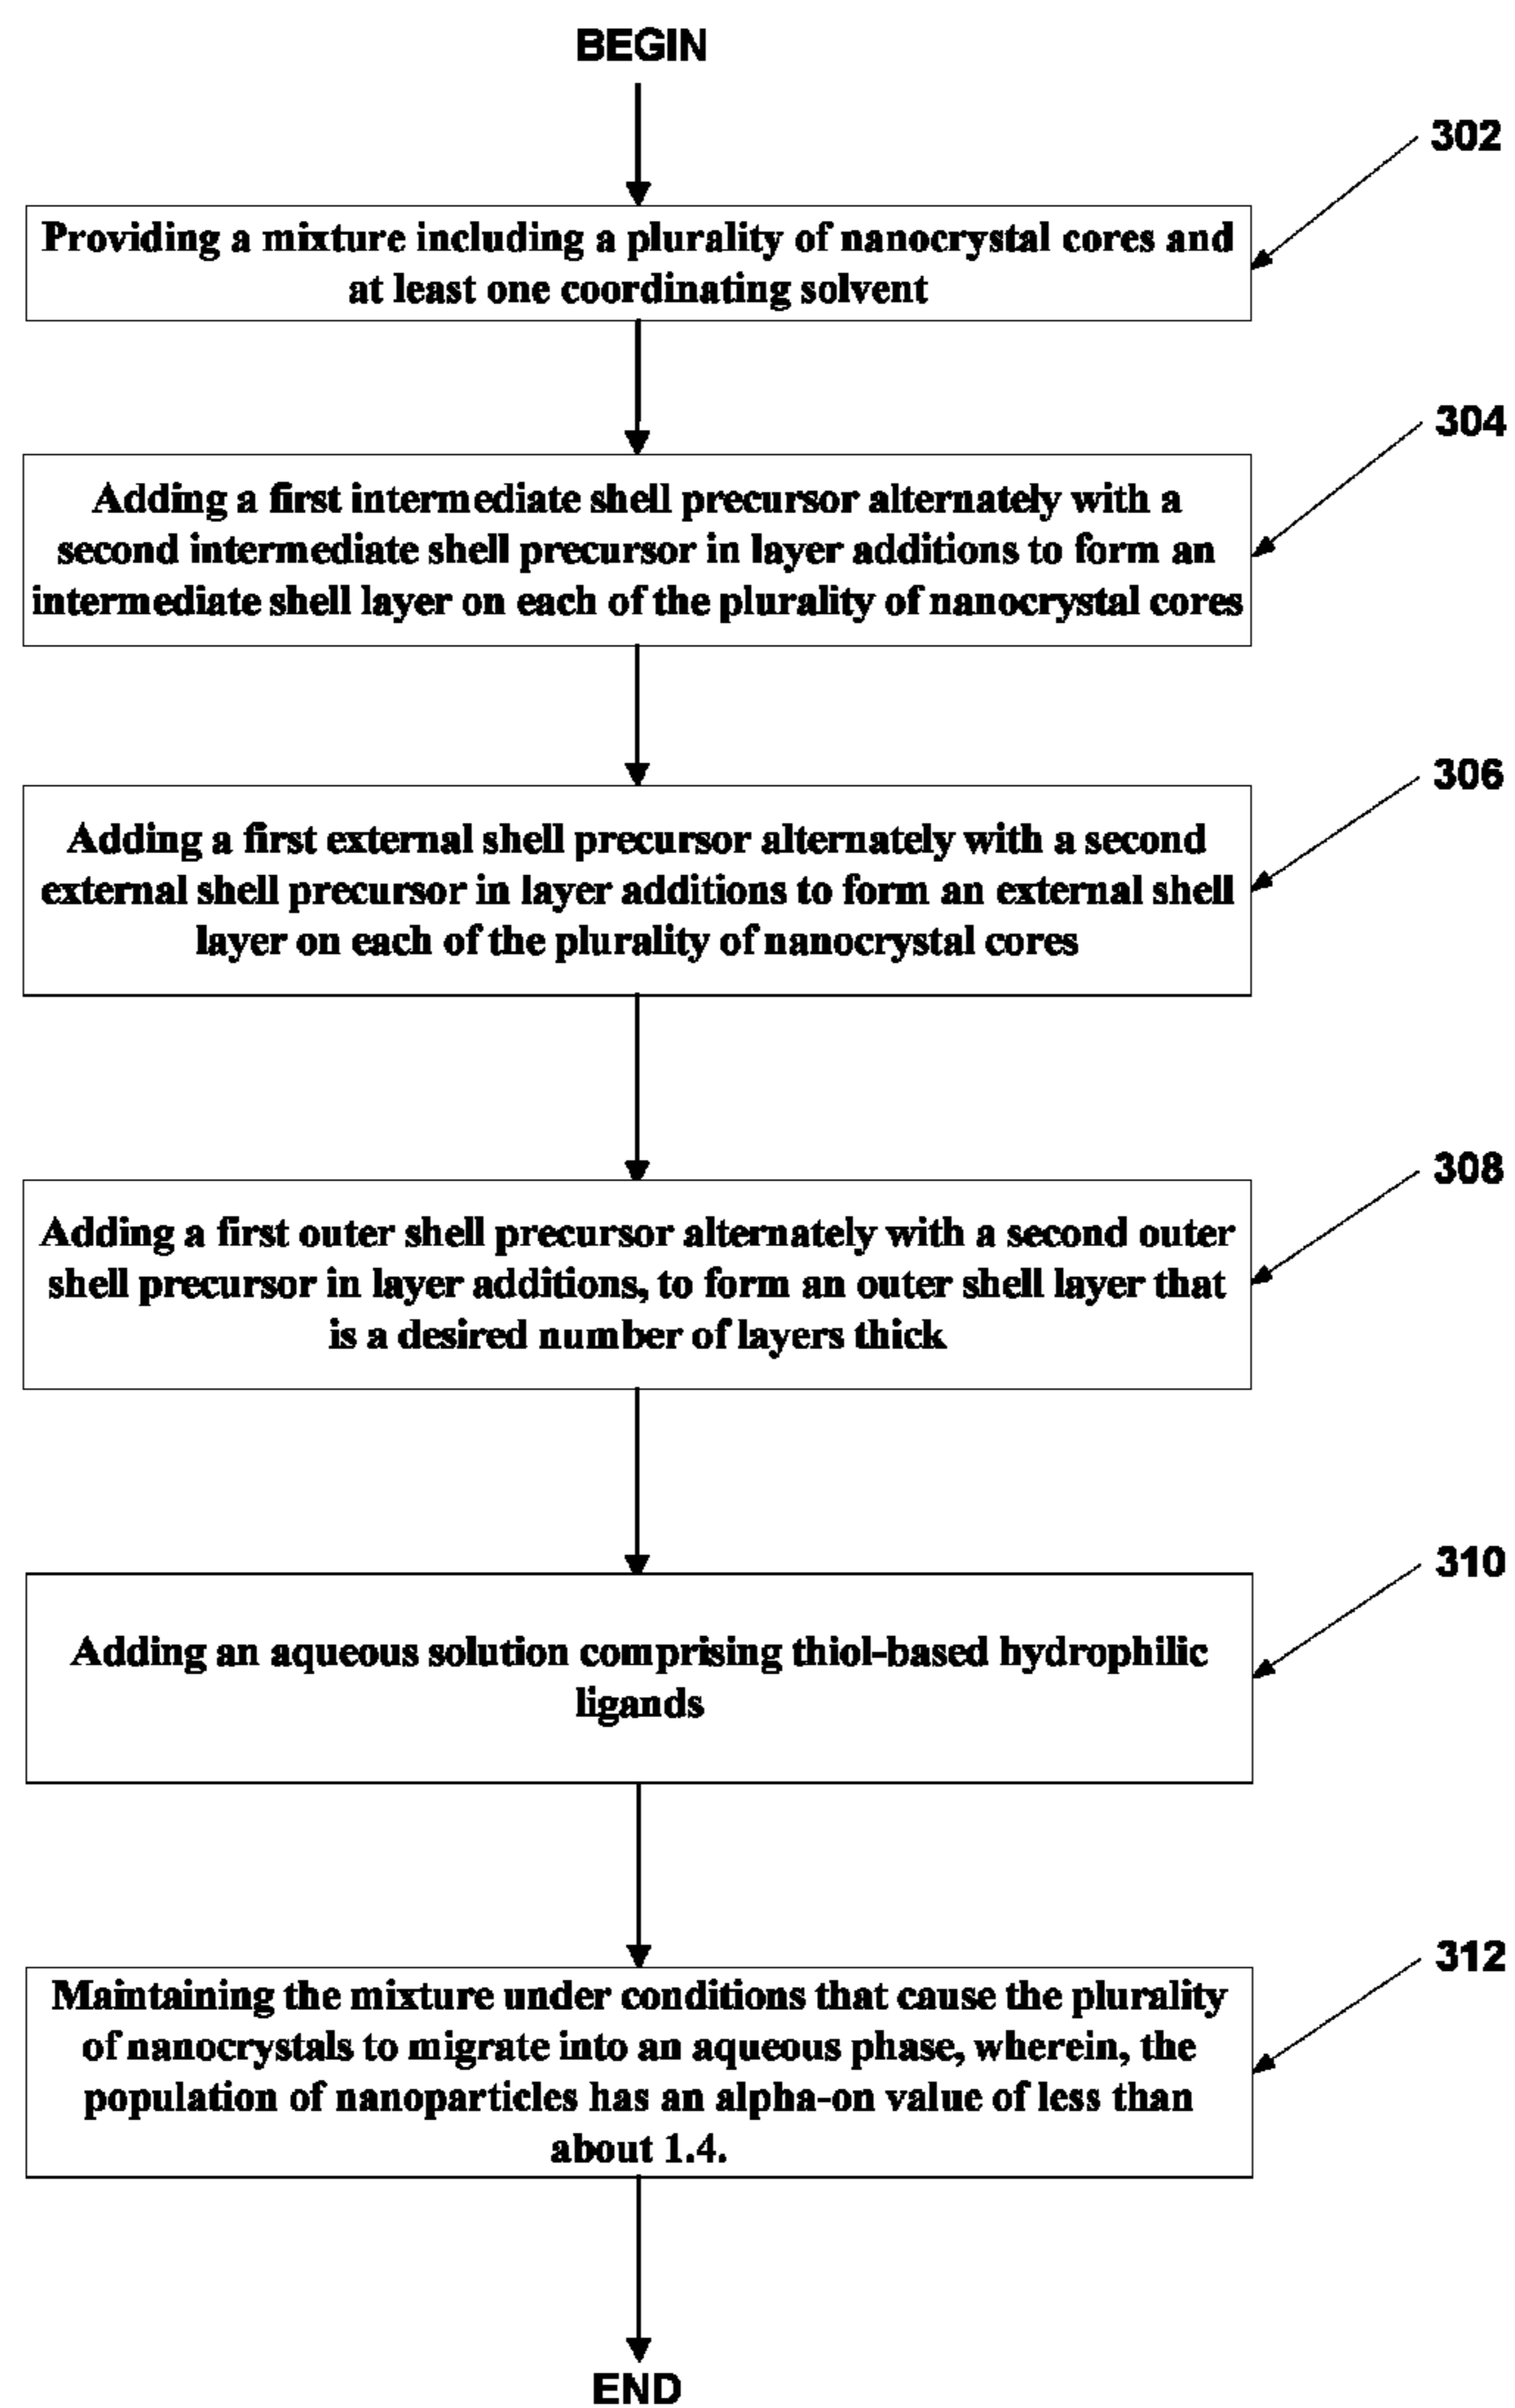 BEGIN
302
Providing a mixture including a plurality of nanocrystal cores and
at least one coordinating solvent
304
Adding a first intermediate shell precursor alternately with a
second intermediate shell precursor in layer additions to form an
intermediate shell layer on each of the plurality of nanocrystal cores
306
Adding a first external shell precursor alternately with a second
external shell precursor in layer additions to form an external shell
layer on each of the plurality of nanocrystal cores
308
Adding a first outer shell precursor alternately with a second outer
shell precursor in layer additions, to form an outer shell layer that
is a desired number of layers thick
310
Adding an aqueous solution comprising thiol-based hydrophilic
ligands
312
Maintaining the mixture under conditions that cause the plurality
of nanocrystals to migrate into an aqueous phase, wherein, the
population of nanoparticles has an alpha-on value of less than
about 1.4.
END